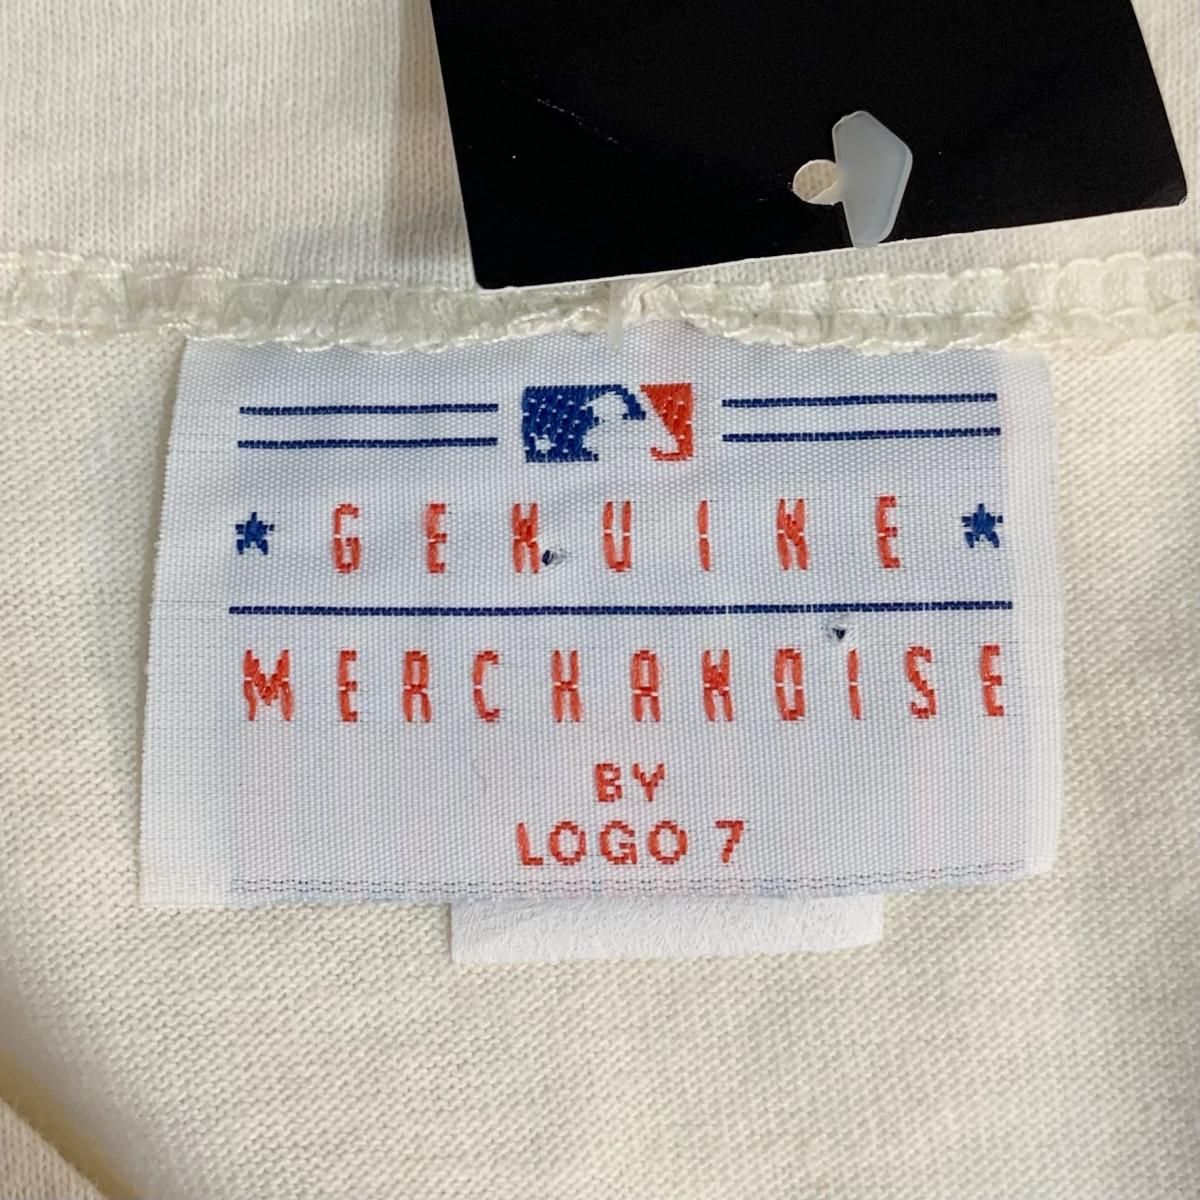 GENUINE
MERCHANDISE
BY
LOGO 7